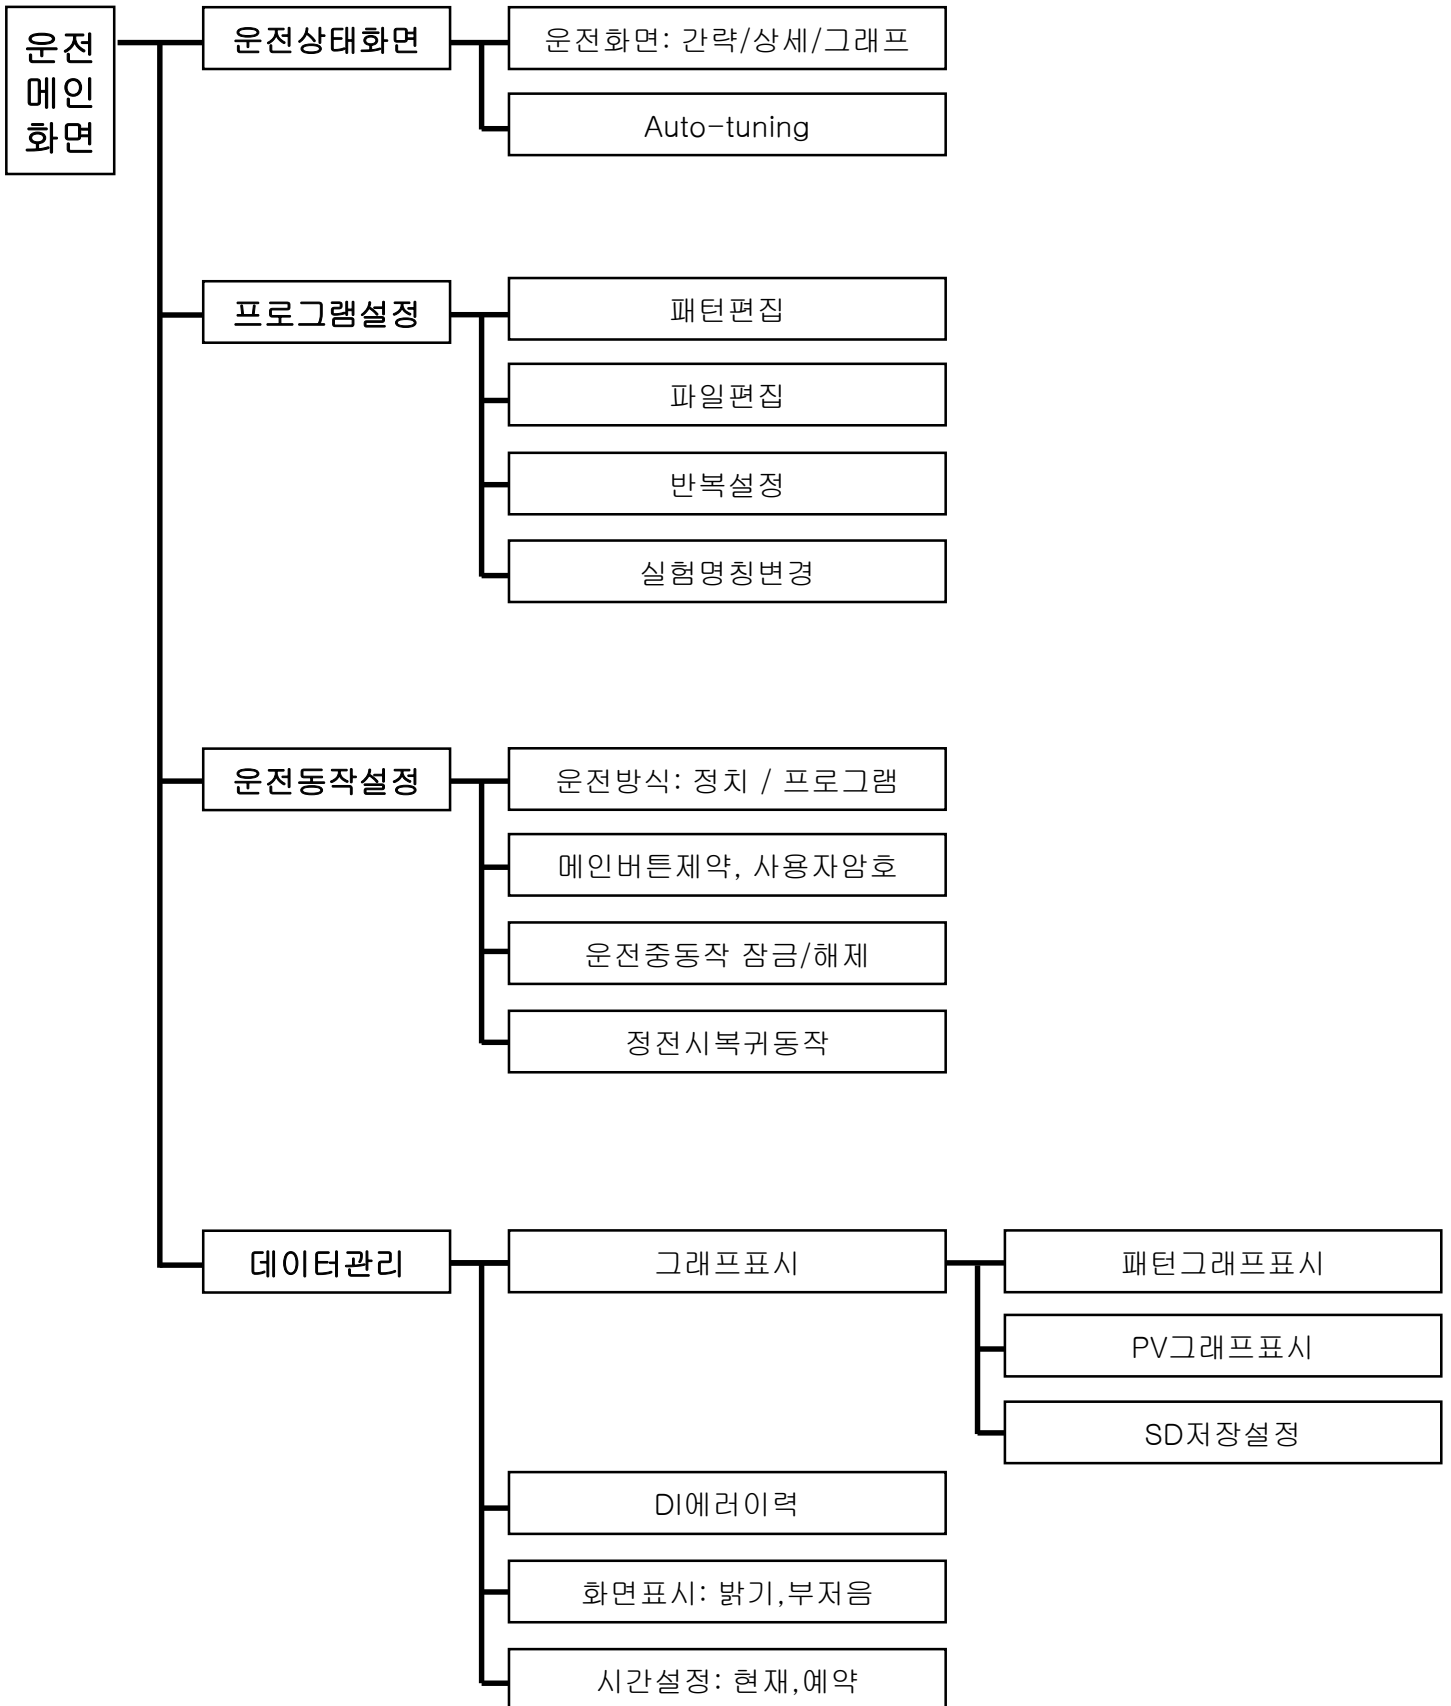 운전
메인
화면
운전상태화면
운전화면: 간략/상세/그래프
Auto-tuning
프로그램설정
패턴편집
파일편집
반복설정
실험명칭변경
운전동작설정
운전방식: 정치 / 프로그램
메인버튼제약, 사용자암호
운전중동작 잠금/해제
정전시복귀동작
데이터관리
그래프표시
패턴그래프표시
PV그래프표시
SD저장설정
DI에러이력
화면표시: 밝기,부저음
시간설정: 현재,예약